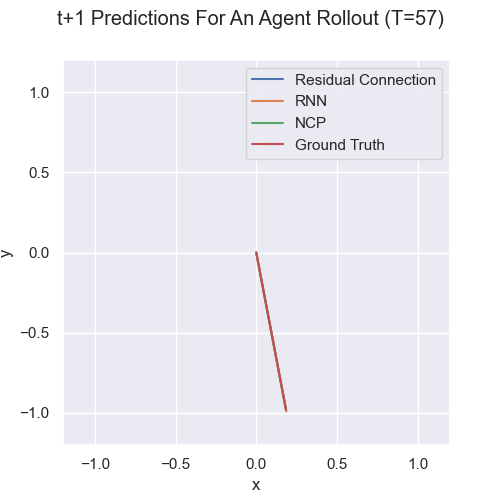 t+1 Predictions For An Agent Rollout (T=57)
Residual Connection
RNN
NCP
Ground Truth
1.0
0.5
0.0
−0.5
−1.0
y
−1.0 −0.5 0.0 0.5 1.0
x